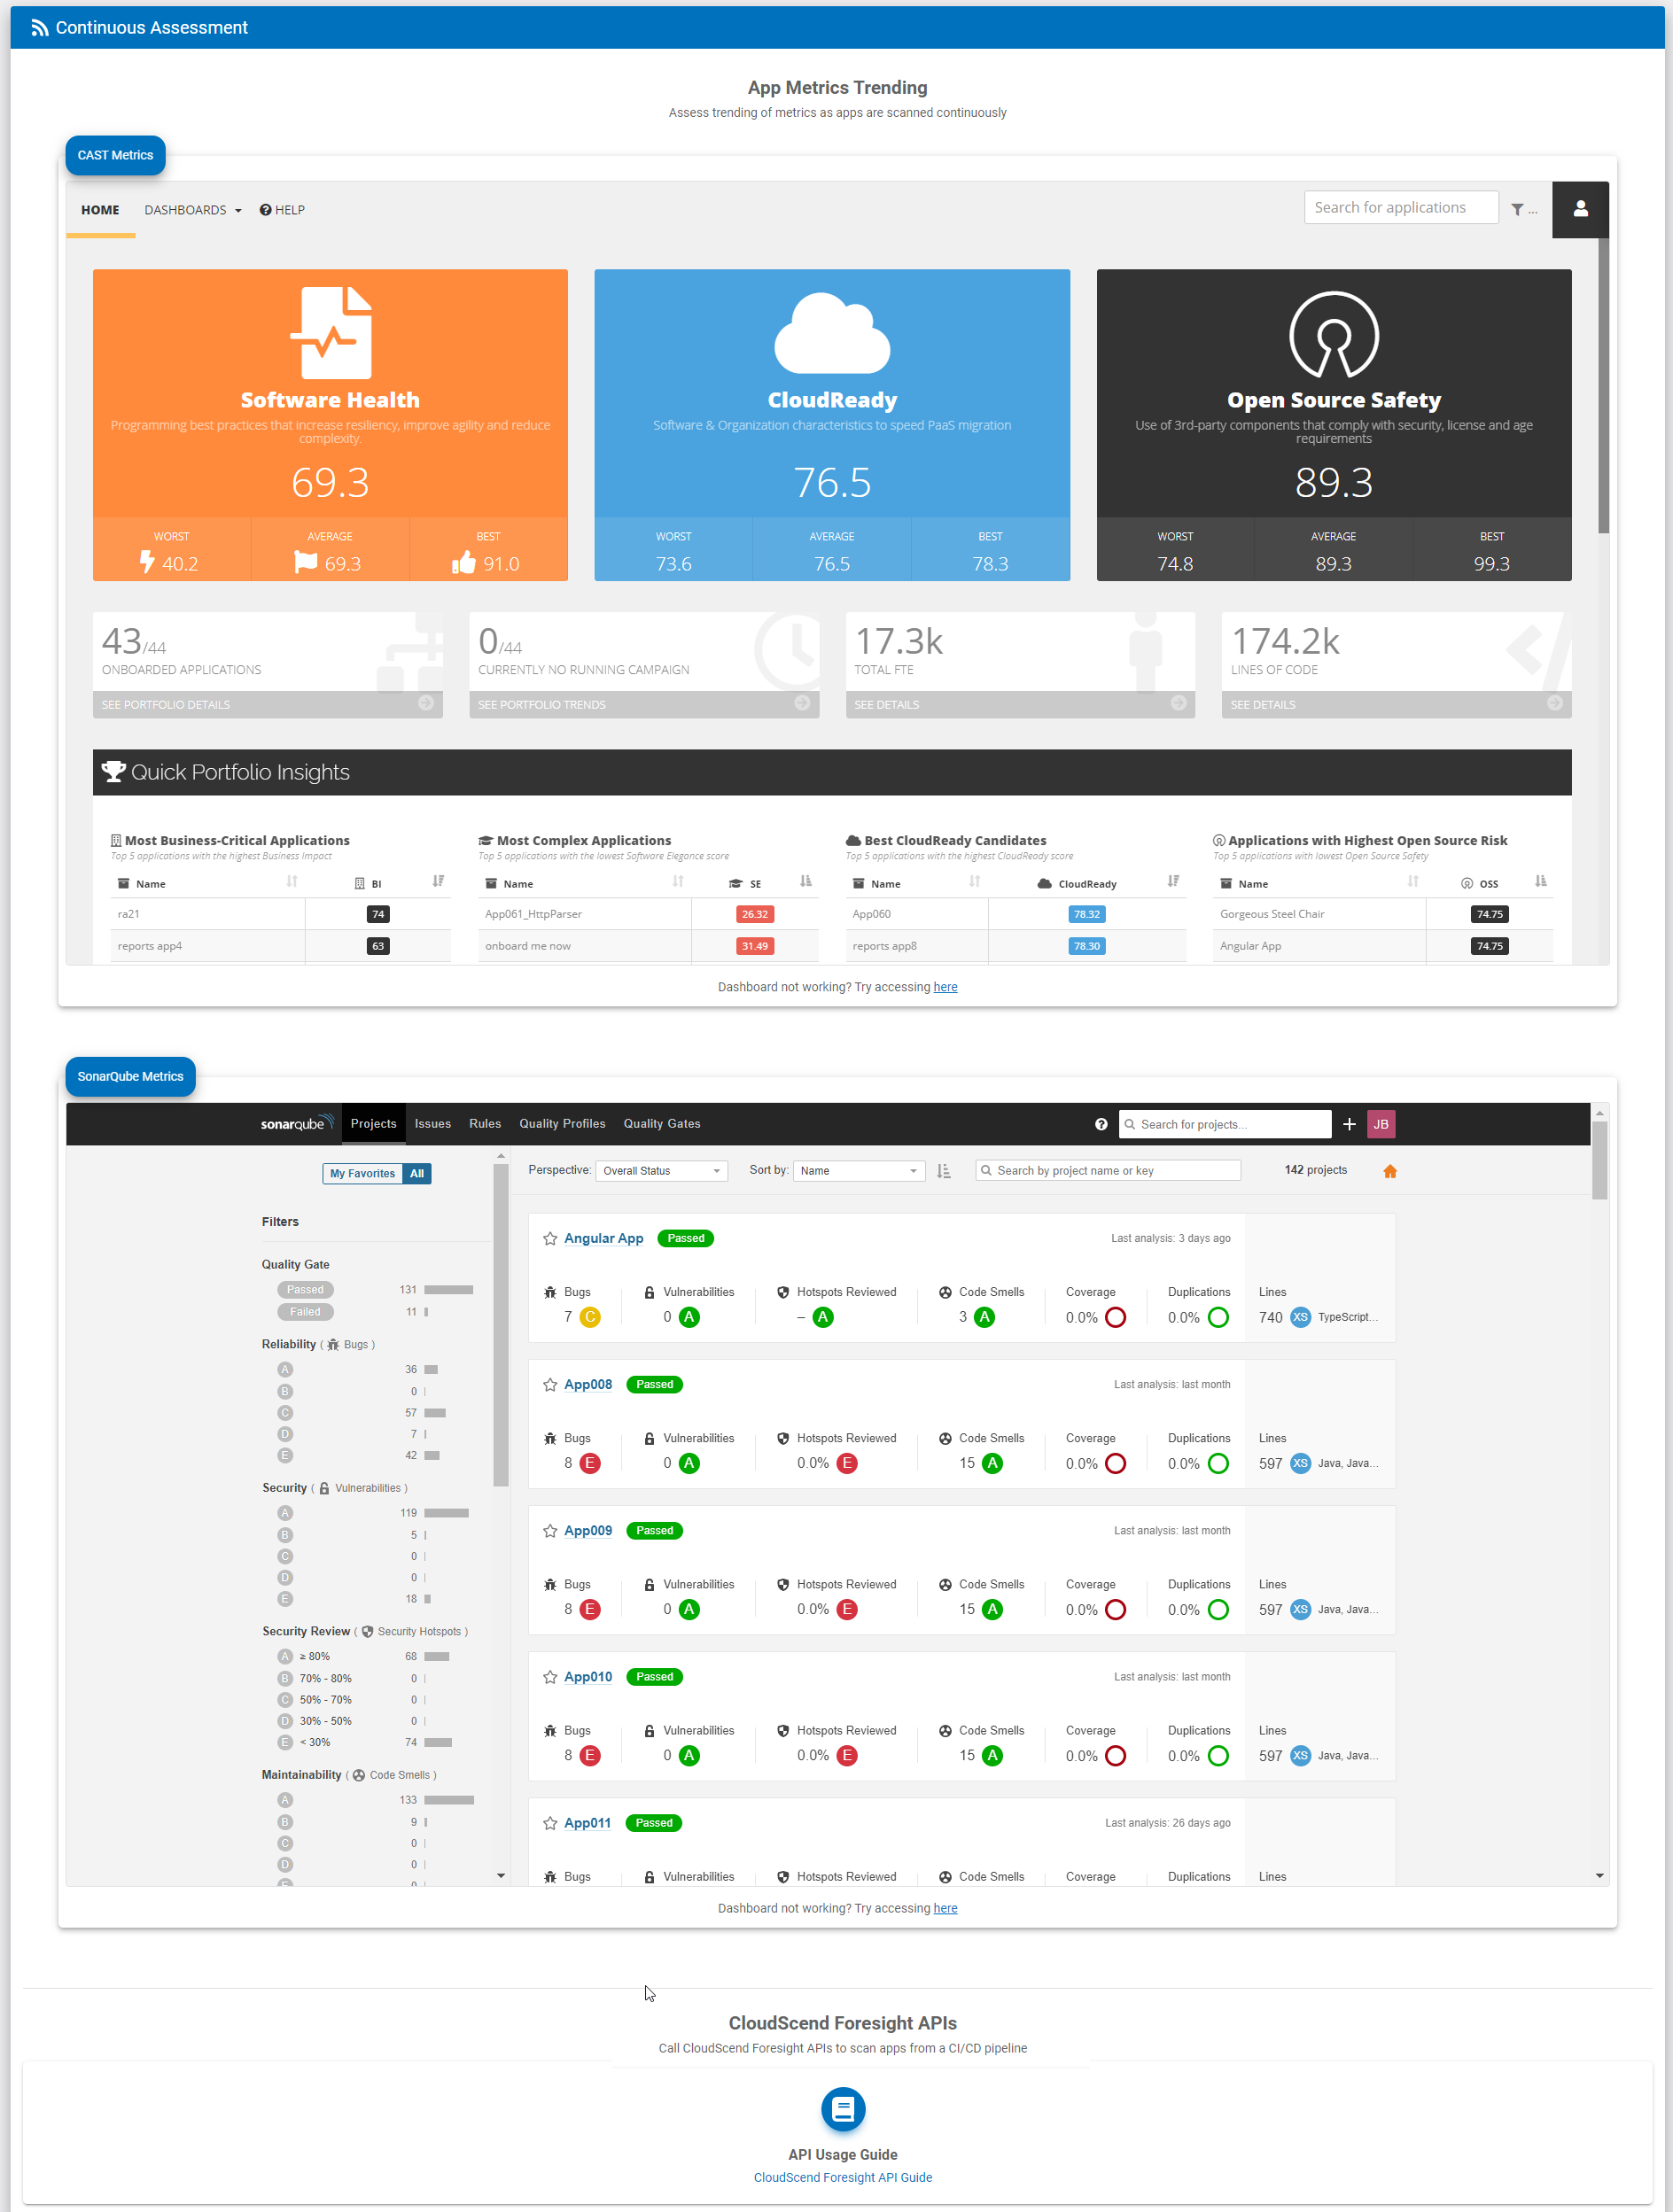 Continuous Assessment
App Metrics Trending
Assess trending of metrics as apps are scanned continuously
CAST Metrics
HOME DASHBOARDS HELP Search for applications ...
Software Health
Programming best practices that increase resiliency, improve agility and reduce
complexity.
69.3
WORST AVERAGE BEST
40.2 69.3 91.0
CloudReady
Software & Organization characteristics to speed PaaS migration
76.5
WORST AVERAGE BEST
73.6 76.5 78.3
Open Source Safety
Use of 3rd-party components that comply with security, license and age
requirements
89.3
WORST AVERAGE BEST
74.8 89.3 99.3
43/44
ONBOARDED APPLICATIONS
SEE PORTFOLIO DETAILS
0/44
CURRENTLY NO RUNNING CAMPAIGN
SEE PORTFOLIO TRENDS
17.3k
TOTAL FTE
SEE DETAILS
174.2k
LINES OF CODE
SEE DETAILS
Quick Portfolio Insights
Most Business-Critical Applications
Top 5 applications with the highest Business Impact
Name BI
ra21 74
reports app4 63
Most Complex Applications
Top 5 applications with the lowest Software Elegance score
Name SE
App061_HttpParser 26.32
onboard me now 31.49
Best CloudReady Candidates
Top 5 applications with the highest CloudReady score
Name CloudReady
App060 78.32
reports app8 78.30
Applications with Highest Open Source Risk
Top 5 applications with lowest Open Source Safety
Name OSS
Gorgeous Steel Chair 74.75
Angular App 74.75
Dashboard not working? Try accessing here
SonarQube Metrics
sonarqube Projects Issues Rules Quality Profiles Quality Gates Search for projects... JB
My Favorites All
Filters
Quality Gate
Passed 131
Failed 11
Reliability ( Bugs )
A 36
B 0
C 57
D 7
E 42
Security ( Vulnerabilities )
A 119
B 5
C 0
D 0
E 18
Security Review ( Security Hotspots )
A ≥ 80% 68
B 70% - 80% 0
C 50% - 70% 0
D 30% - 50% 0
E < 30% 74
Maintainability ( Code Smells )
A 133
B 9
C 0
D 0
Perspective: Overall Status Sort by: Name Search by project name or key 142 projects
Angular App Passed Last analysis: 3 days ago
Bugs Vulnerabilities Hotspots Reviewed Code Smells Coverage Duplications Lines
7 C 0 A – A 3 A 0.0% 0.0% 740 XS TypeScript...
App008 Passed Last analysis: last month
Bugs Vulnerabilities Hotspots Reviewed Code Smells Coverage Duplications Lines
8 E 0 A 0.0% E 15 A 0.0% 0.0% 597 XS Java, Java...
App009 Passed Last analysis: last month
Bugs Vulnerabilities Hotspots Reviewed Code Smells Coverage Duplications Lines
8 E 0 A 0.0% E 15 A 0.0% 0.0% 597 XS Java, Java...
App010 Passed Last analysis: last month
Bugs Vulnerabilities Hotspots Reviewed Code Smells Coverage Duplications Lines
8 E 0 A 0.0% E 15 A 0.0% 0.0% 597 XS Java, Java...
App011 Passed Last analysis: 26 days ago
Bugs Vulnerabilities Hotspots Reviewed Code Smells Coverage Duplications Lines
Dashboard not working? Try accessing here
CloudScend Foresight APIs
Call CloudScend Foresight APIs to scan apps from a CI/CD pipeline
API Usage Guide
CloudScend Foresight API Guide